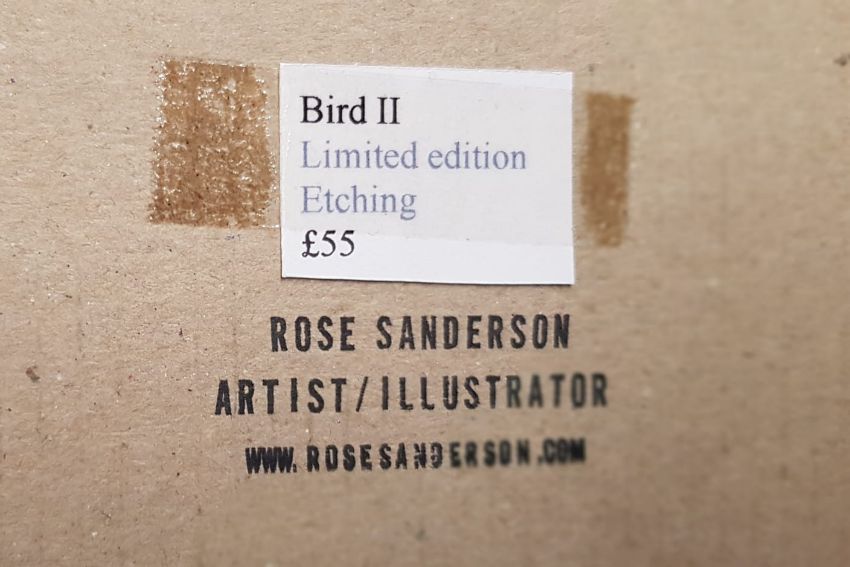 Bird II
Limited edition
Etching
£55
ROSE SANDERSON
ARTIST/ILLUSTRATOR
WWW.ROSESANDERSON.COM